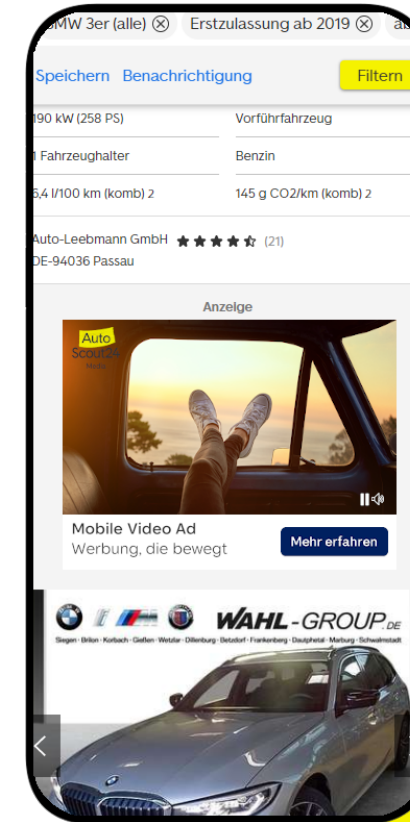 BMW 3er (alle) Erstzulassung ab 2019 ab
Speichern Benachrichtigung Filtern
190 kW (258 PS) Vorführfahrzeug
1 Fahrzeughalter Benzin
6,4 l/100 km (komb) 2 145 g CO2/km (komb) 2
Auto-Leebmann GmbH (21)
DE-94036 Passau
Anzeige
Auto
Scout24
Media
Mobile Video Ad
Werbung, die bewegt
Mehr erfahren
WAHL-GROUP.DE
Siegen · Brilon · Korbach · Gießen · Wetzlar · Dillenburg · Betzdorf · Frankenberg · Dautphetal · Marburg · Schwalmstadt